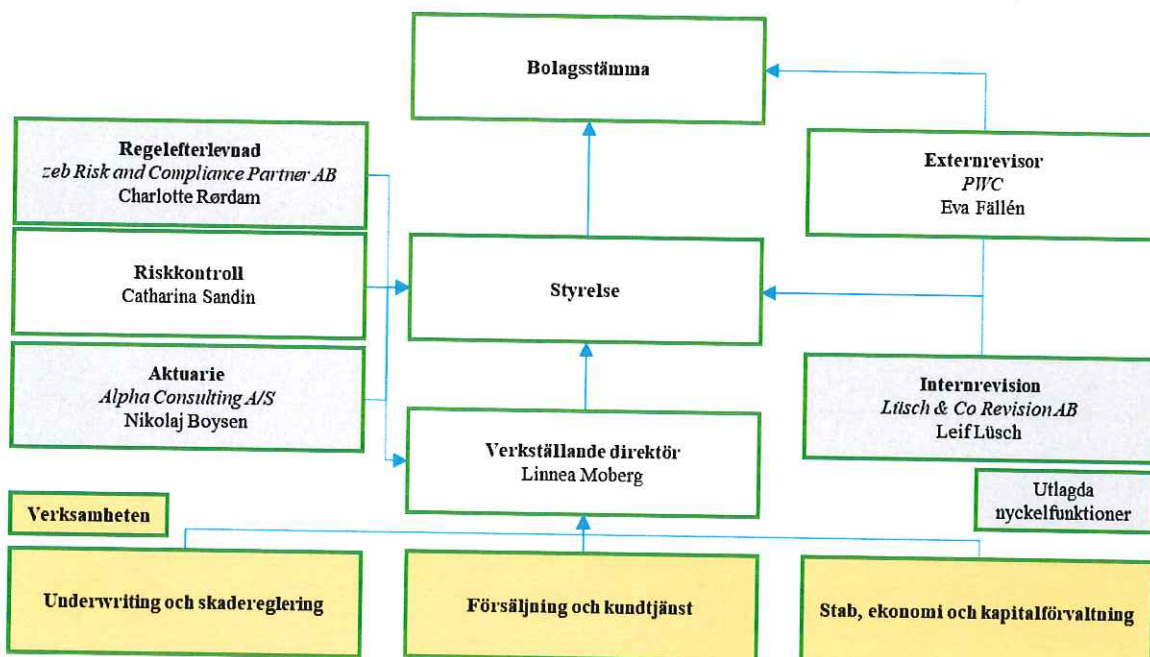 Bolagsstämma
Regelefterlevnad
zeb Risk and Compliance Partner AB
Charlotte Rørdam
Externrevisor
PWC
Eva Fällén
Riskkontroll
Catharina Sandin
Styrelse
Aktuarie
Alpha Consulting A/S
Nikolaj Boysen
Internrevision
Lüsch & Co Revision AB
Leif Lüsch
Verkställande direktör
Linnea Moberg
Utlagda
nyckelfunktioner
Verksamheten
Underwriting och skadereglering
Försäljning och kundtjänst
Stab, ekonomi och kapitalförvaltning